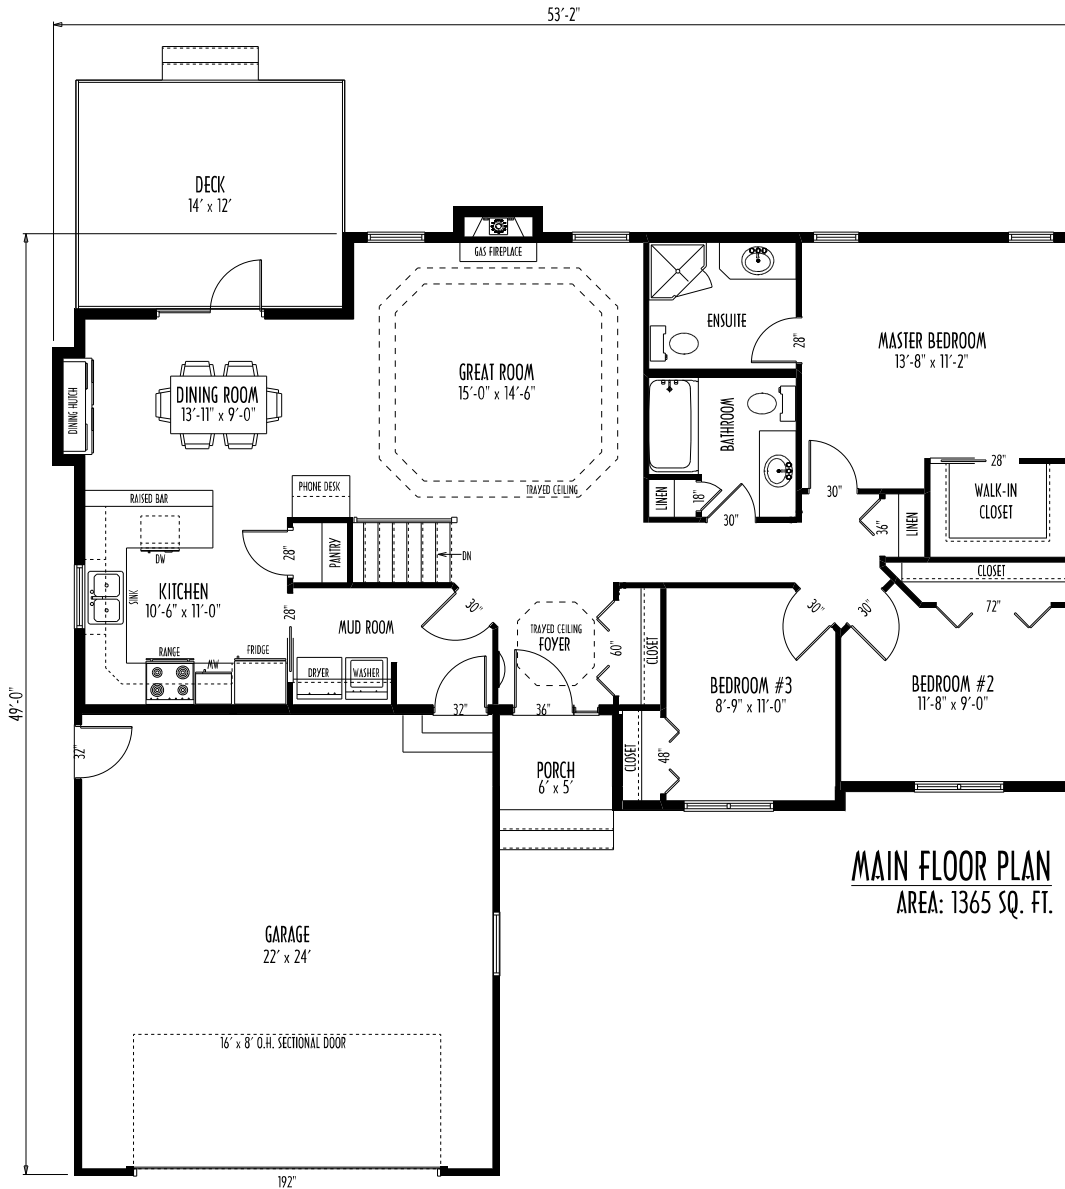 53'-2"
DECK
14' x 12'
GAS FIREPLACE
ENSUITE
28"
MASTER BEDROOM
13'-8" x 11'-2"
GREAT ROOM
15'-0" x 14'-6"
DINING HUTCH
DINING ROOM
13'-11" x 9'-0"
BATHROOM
28"
WALK-IN
CLOSET
PHONE DESK
TRAYED CEILING
RAISED BAR
LINEN
18"
30"
30"
36"
LINEN
DW
28"
PANTRY
DN
CLOSET
SINK
KITCHEN
10'-6" x 11'-0"
28"
MUD ROOM
30"
TRAYED CEILING
FOYER
60"
CLOSET
30"
30"
72"
RANGE
MW
FRIDGE
DRYER
WASHER
BEDROOM #3
8'-9" x 11'-0"
BEDROOM #2
11'-8" x 9'-0"
49'-0"
32"
36"
32"
CLOSET
48"
PORCH
6' x 5'
MAIN FLOOR PLAN
AREA: 1365 SQ. FT.
GARAGE
22' x 24'
16' x 8' O.H. SECTIONAL DOOR
192"